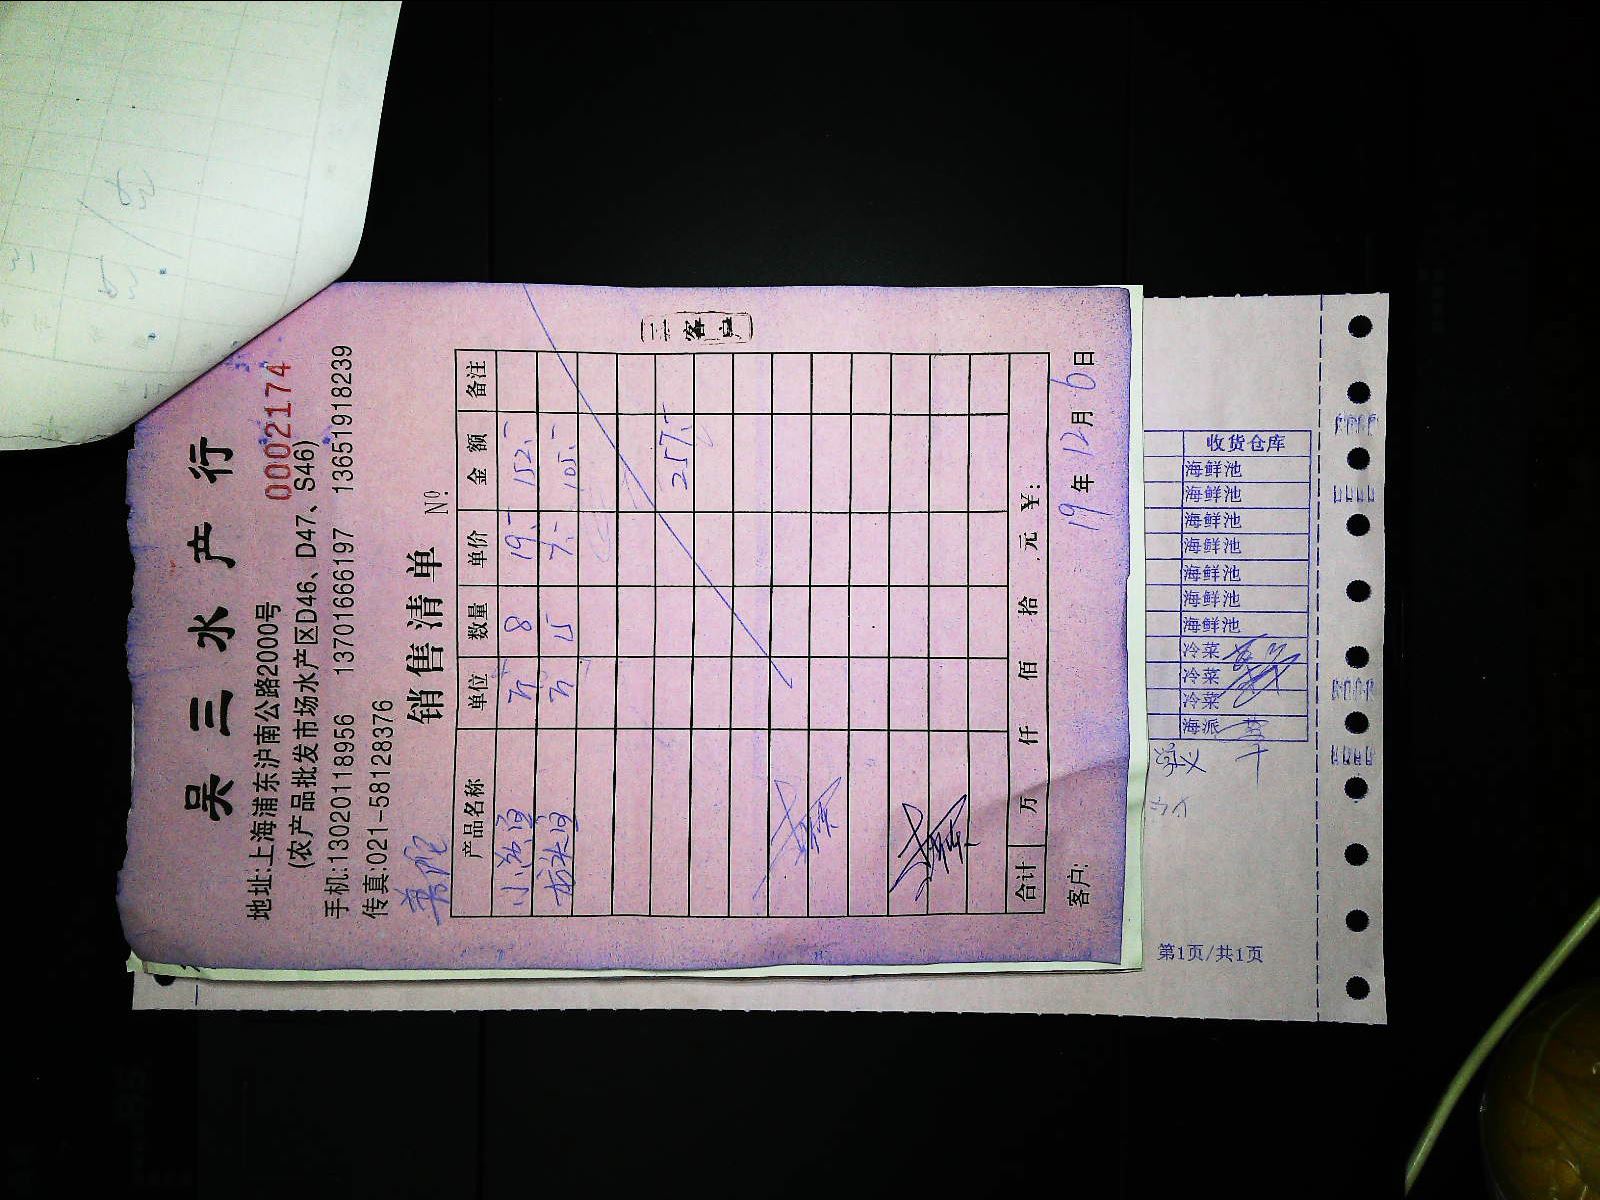 吴三水产行
地址:上海浦东沪南公路2000号 0002174
(农产品批发市场水产区D46、D47、S46)
手机:13020118956 13701666197 13651918239
传真:021-58128376
普陀 销售清单 Nº
产品名称 单位 数量 单价 金额 备注
斤 8 19.- 152.-
斤 15 7.- 105.-
257.-
合计 万 仟 佰 拾 元 ¥:
客户: 19年12月6日
二客户
收货仓库
海鲜池
海鲜池
海鲜池
海鲜池
海鲜池
海鲜池
海鲜池
冷菜
冷菜
冷菜
海派
第1页/共1页